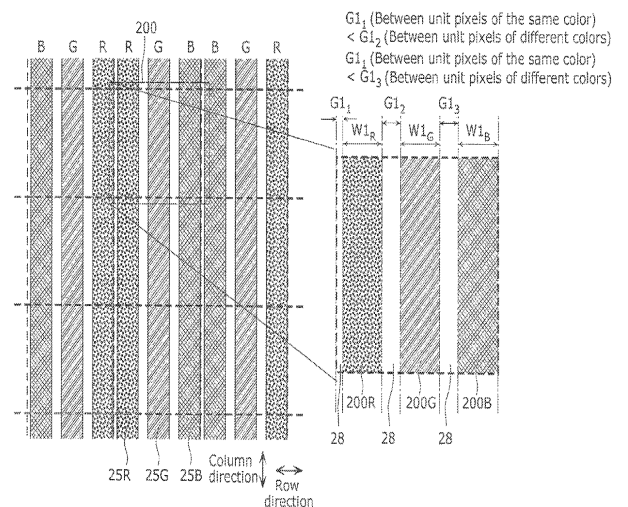 G1₁ (Between unit pixels of the same color)
< G1₂ (Between unit pixels of different colors)
G1₁ (Between unit pixels of the same color)
< G1₃ (Between unit pixels of different colors)
200
B G R R G B B G R
G1₁ G1₂ G1₃
W1R W1G W1B
200R 200G 200B
28 28 28
25R 25G 25B
Column direction
Row direction